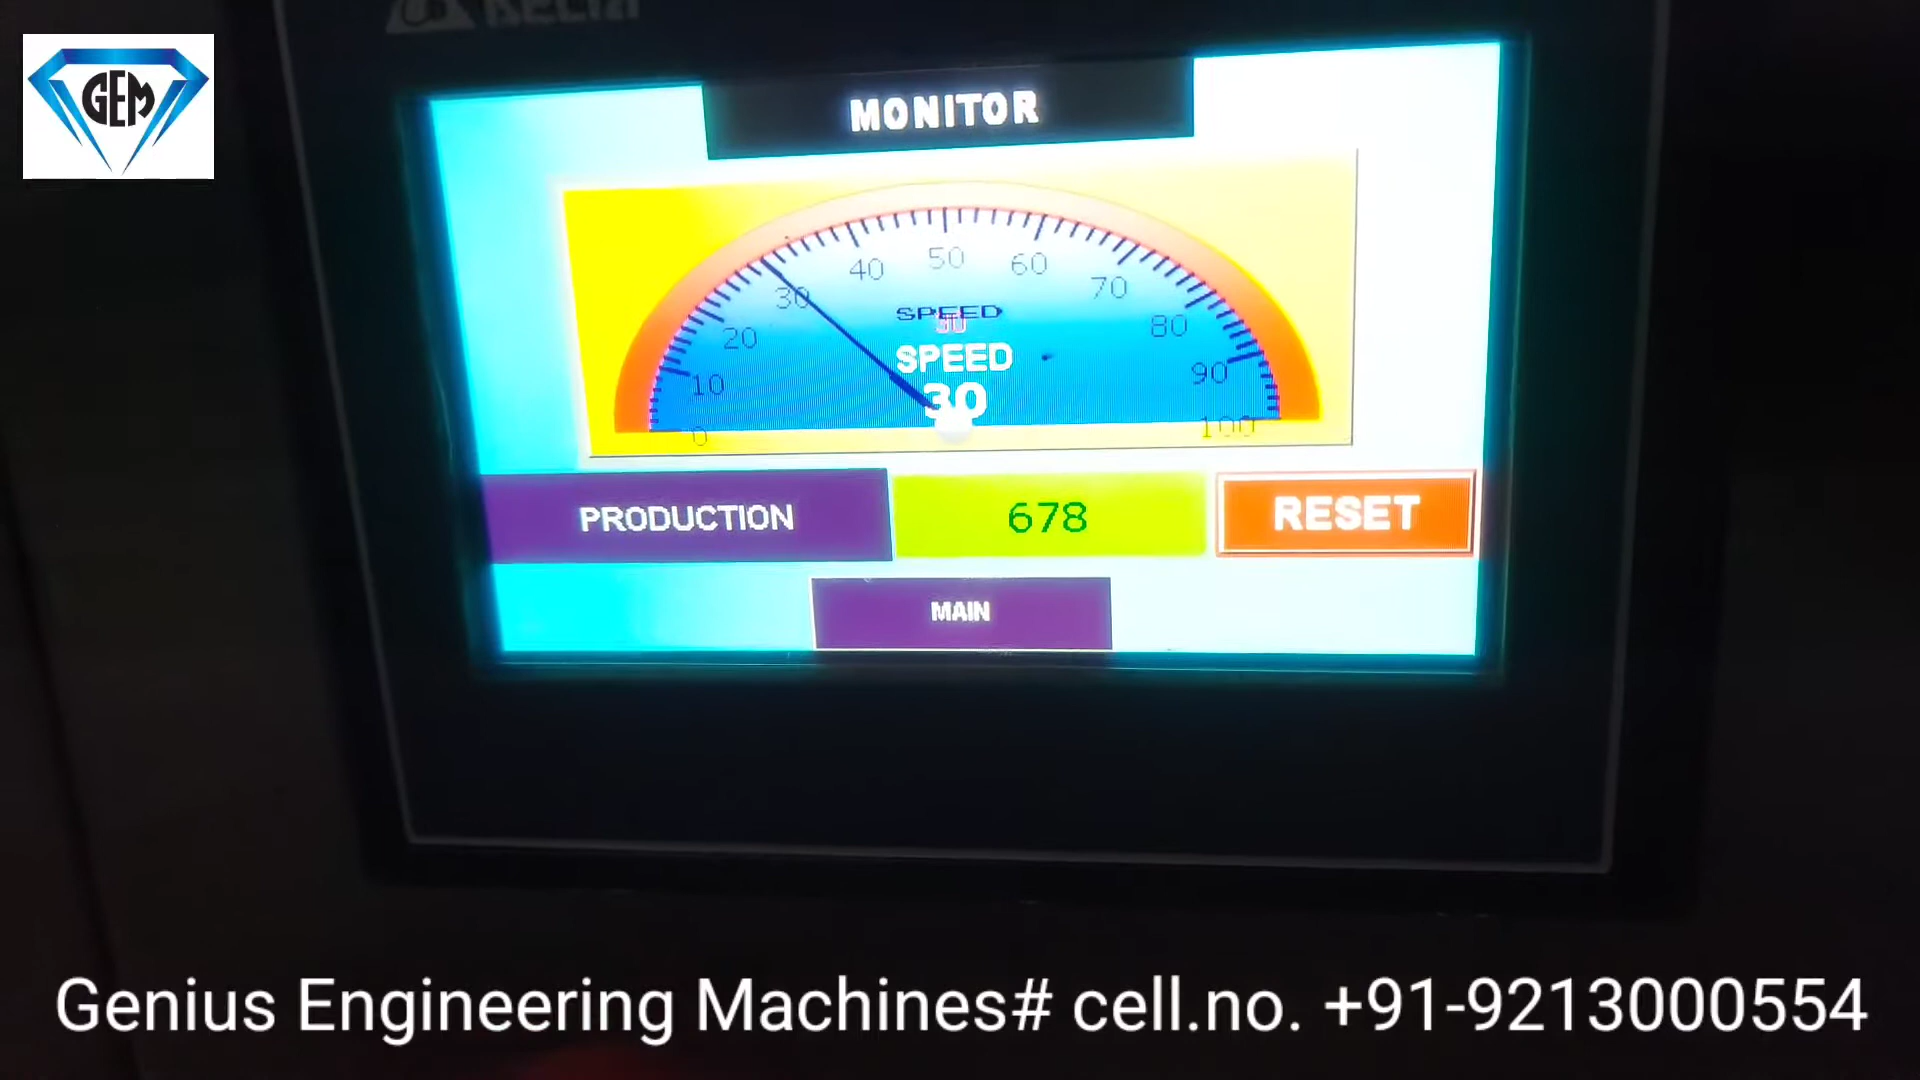 GEM
MONITOR
0 10 20 30 40 50 60 70 80 90 100
SPEED
30
SPEED
30
PRODUCTION 678 RESET
MAIN
Genius Engineering Machines# cell.no. +91-9213000554